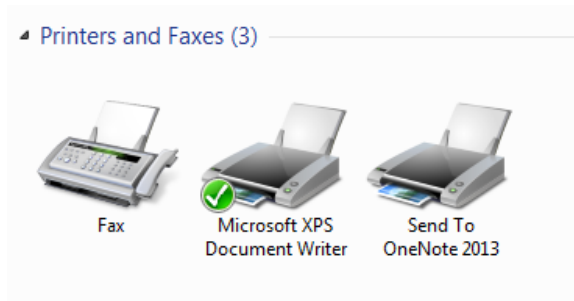 Printers and Faxes (3)
Fax
Microsoft XPS
Document Writer
Send To
OneNote 2013